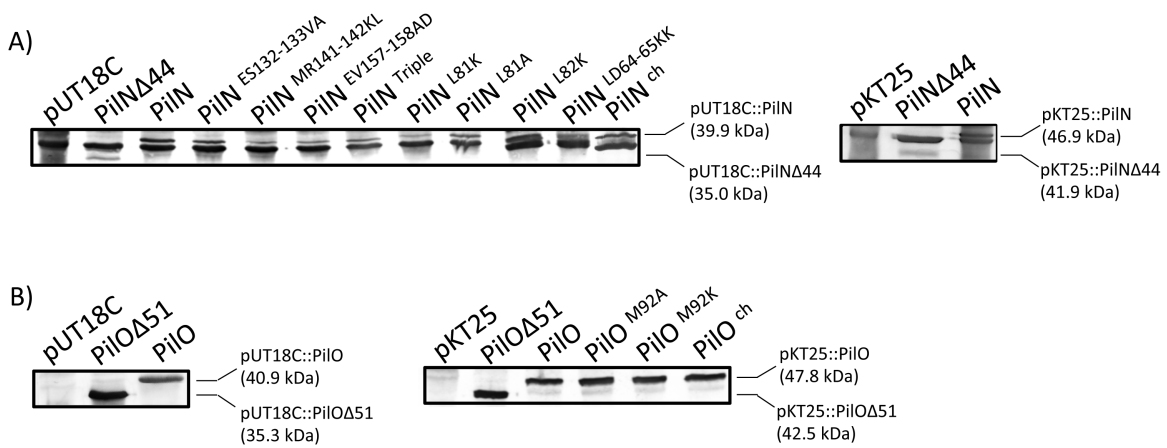 A)
pUT18C
PilNΔ44
PilN
PilN ES132-133VA
PilN MR141-142KL
PilN EV157-158AD
PilN Triple
PilN L81K
PilN L81A
PilN L82K
PilN LD64-65KK
PilN ch
pUT18C::PilN
(39.9 kDa)
pUT18C::PilNΔ44
(35.0 kDa)
pKT25
PilNΔ44
PilN
pKT25::PilN
(46.9 kDa)
pKT25::PilNΔ44
(41.9 kDa)
B)
pUT18C
PilOΔ51
PilO
pUT18C::PilO
(40.9 kDa)
pUT18C::PilOΔ51
(35.3 kDa)
pKT25
PilOΔ51
PilO
PilO M92A
PilO M92K
PilO ch
pKT25::PilO
(47.8 kDa)
pKT25::PilOΔ51
(42.5 kDa)